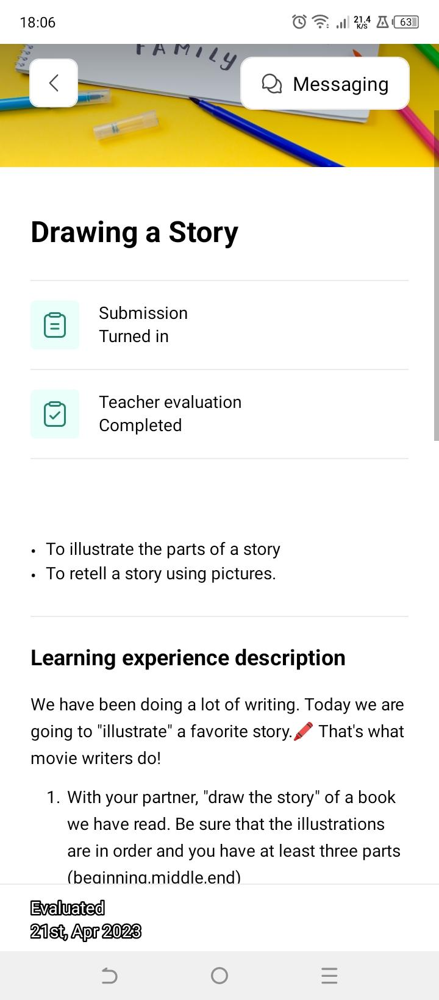 18:06
21.4
K/S
63
FAMILY
Messaging
Drawing a Story
Submission
Turned in
Teacher evaluation
Completed
• To illustrate the parts of a story
• To retell a story using pictures.
Learning experience description
We have been doing a lot of writing. Today we are
going to "illustrate" a favorite story.🖍️ That's what
movie writers do!
1. With your partner, "draw the story" of a book
we have read. Be sure that the illustrations
are in order and you have at least three parts
(beginning,middle,end)
Evaluated
21st, Apr 2023